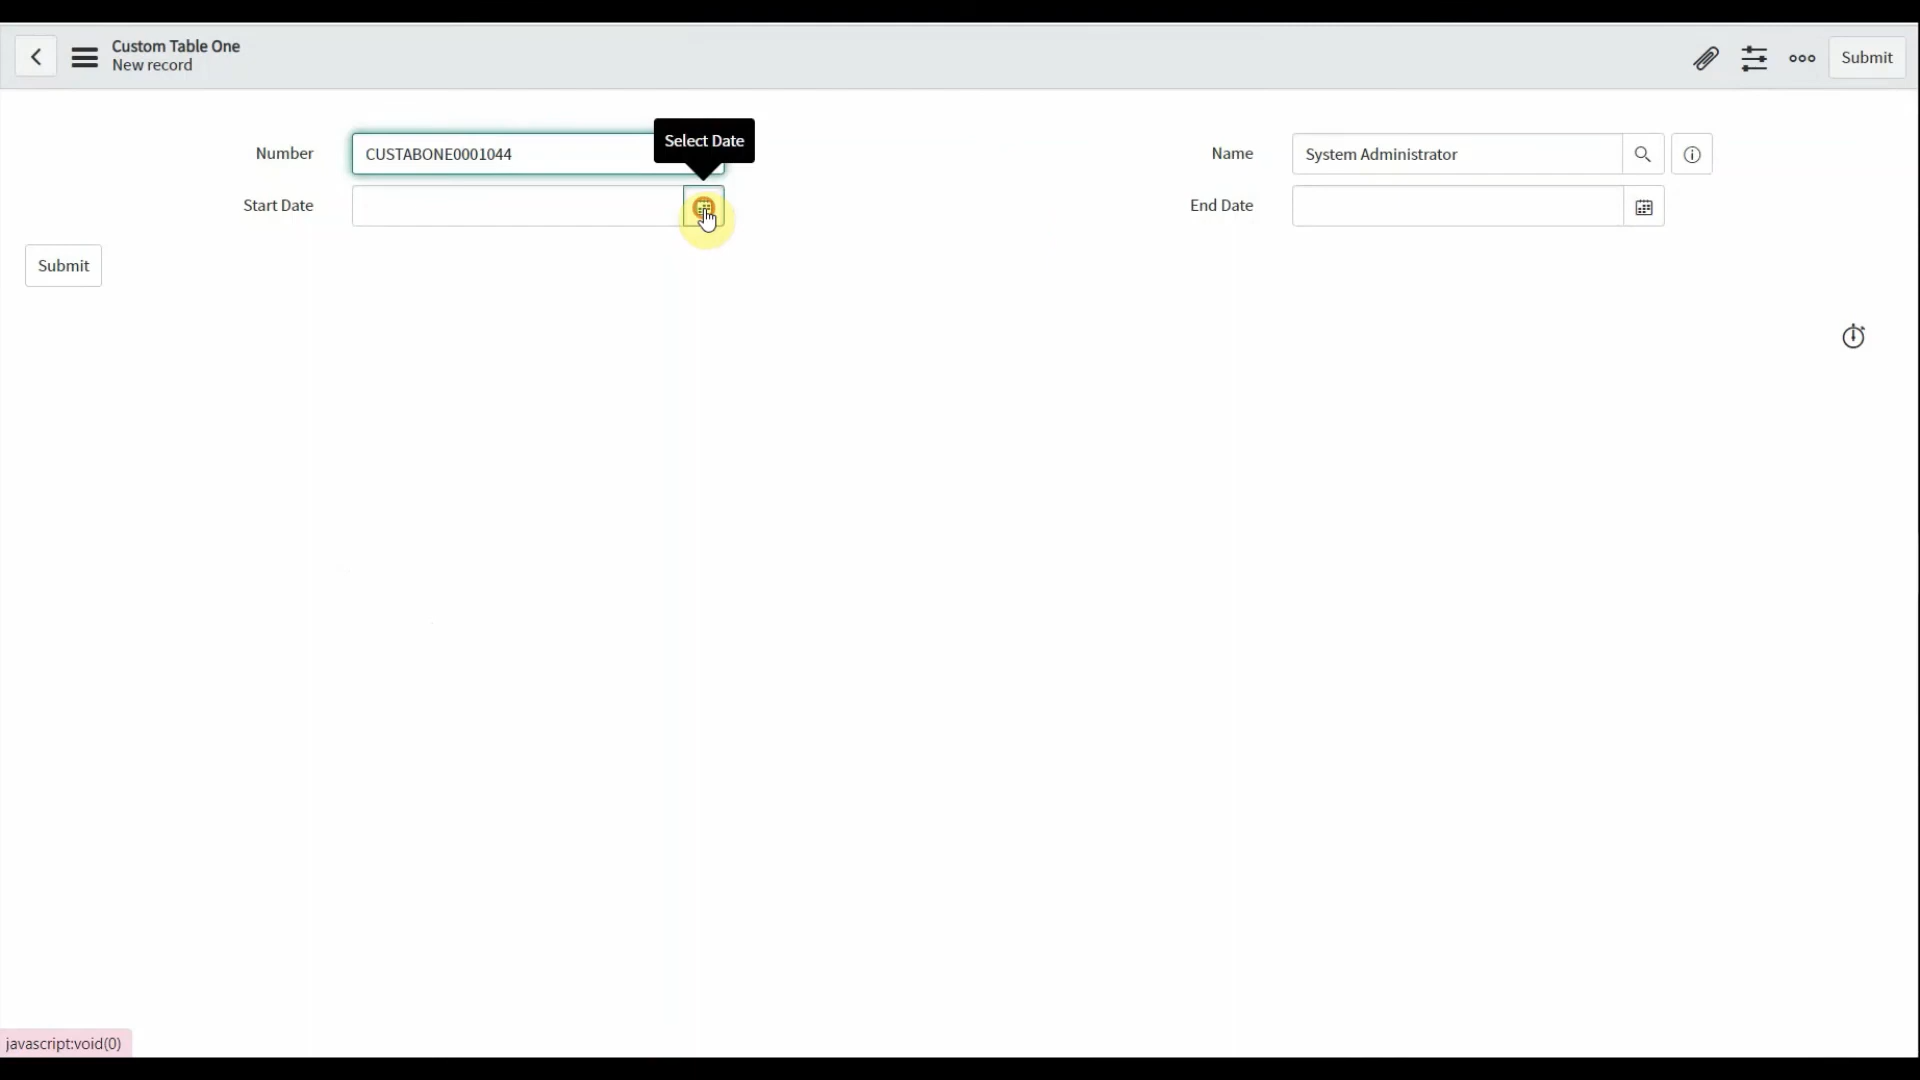 Custom Table One
New record
Submit
Select Date
Number
CUSTABONE0001044
Name
System Administrator
Start Date
End Date
Submit
javascript:void(0)